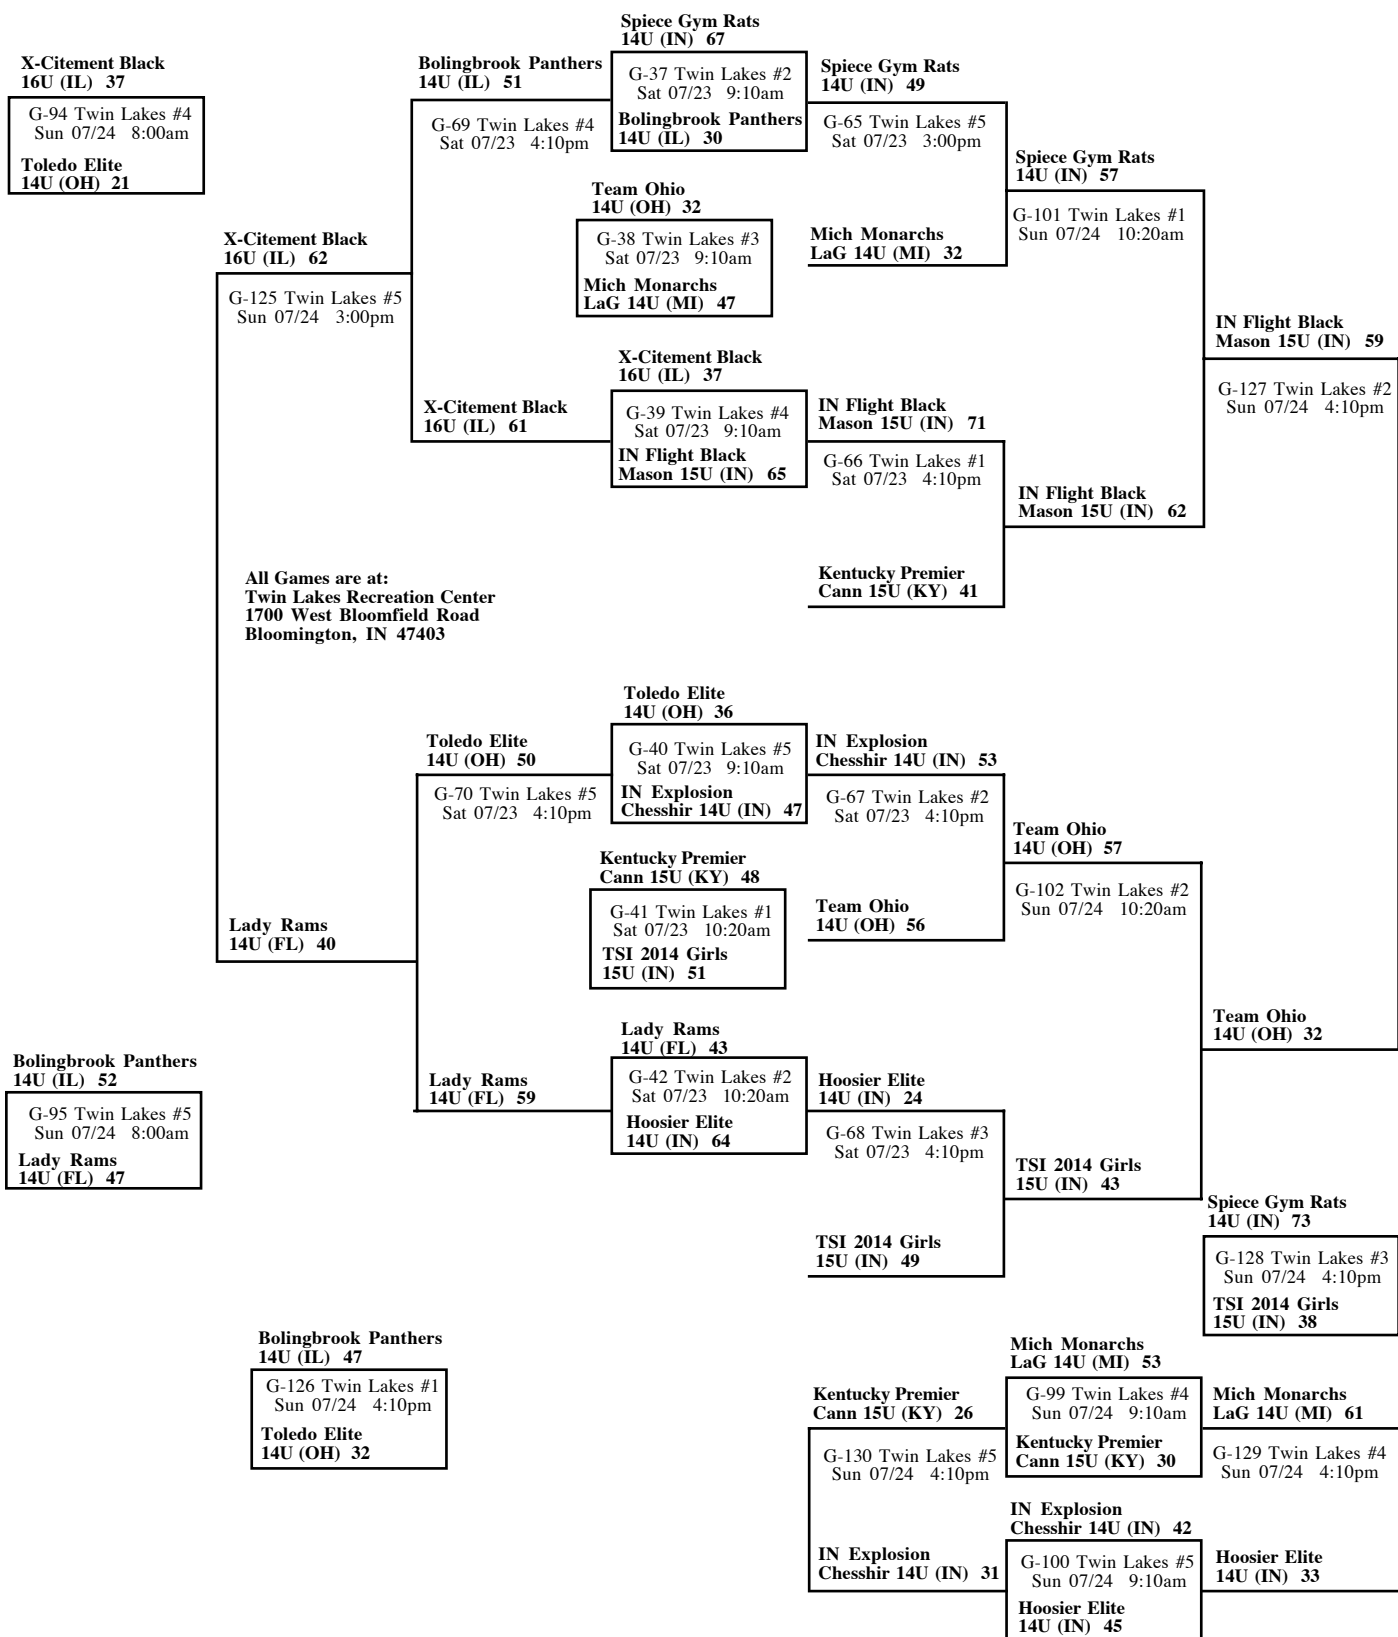 X-Citement Black
16U (IL) 37
G-94 Twin Lakes #4
Sun 07/24 8:00am
Toledo Elite
14U (OH) 21
X-Citement Black
16U (IL) 62
G-125 Twin Lakes #5
Sun 07/24 3:00pm
Lady Rams
14U (FL) 40
Bolingbrook Panthers
14U (IL) 52
G-95 Twin Lakes #5
Sun 07/24 8:00am
Lady Rams
14U (FL) 47
All Games are at:
Twin Lakes Recreation Center
1700 West Bloomfield Road
Bloomington, IN 47403
Bolingbrook Panthers
14U (IL) 47
G-126 Twin Lakes #1
Sun 07/24 4:10pm
Toledo Elite
14U (OH) 32
Bolingbrook Panthers
14U (IL) 51
G-69 Twin Lakes #4
Sat 07/23 4:10pm
X-Citement Black
16U (IL) 61
Toledo Elite
14U (OH) 50
G-70 Twin Lakes #5
Sat 07/23 4:10pm
Lady Rams
14U (FL) 59
Spiece Gym Rats
14U (IN) 67
G-37 Twin Lakes #2
Sat 07/23 9:10am
Bolingbrook Panthers
14U (IL) 30
Team Ohio
14U (OH) 32
G-38 Twin Lakes #3
Sat 07/23 9:10am
Mich Monarchs
LaG 14U (MI) 47
X-Citement Black
16U (IL) 37
G-39 Twin Lakes #4
Sat 07/23 9:10am
IN Flight Black
Mason 15U (IN) 65
Toledo Elite
14U (OH) 36
G-40 Twin Lakes #5
Sat 07/23 9:10am
IN Explosion
Chesshir 14U (IN) 47
Kentucky Premier
Cann 15U (KY) 48
G-41 Twin Lakes #1
Sat 07/23 10:20am
TSI 2014 Girls
15U (IN) 51
Lady Rams
14U (FL) 43
G-42 Twin Lakes #2
Sat 07/23 10:20am
Hoosier Elite
14U (IN) 64
Spiece Gym Rats
14U (IN) 49
G-65 Twin Lakes #5
Sat 07/23 3:00pm
Mich Monarchs
LaG 14U (MI) 32
IN Flight Black
Mason 15U (IN) 71
G-66 Twin Lakes #1
Sat 07/23 4:10pm
Kentucky Premier
Cann 15U (KY) 41
IN Explosion
Chesshir 14U (IN) 53
G-67 Twin Lakes #2
Sat 07/23 4:10pm
Team Ohio
14U (OH) 56
Hoosier Elite
14U (IN) 24
G-68 Twin Lakes #3
Sat 07/23 4:10pm
TSI 2014 Girls
15U (IN) 49
Spiece Gym Rats
14U (IN) 57
G-101 Twin Lakes #1
Sun 07/24 10:20am
IN Flight Black
Mason 15U (IN) 62
Team Ohio
14U (OH) 57
G-102 Twin Lakes #2
Sun 07/24 10:20am
TSI 2014 Girls
15U (IN) 43
IN Flight Black
Mason 15U (IN) 59
G-127 Twin Lakes #2
Sun 07/24 4:10pm
Team Ohio
14U (OH) 32
Spiece Gym Rats
14U (IN) 73
G-128 Twin Lakes #3
Sun 07/24 4:10pm
TSI 2014 Girls
15U (IN) 38
Kentucky Premier
Cann 15U (KY) 26
G-130 Twin Lakes #5
Sun 07/24 4:10pm
IN Explosion
Chesshir 14U (IN) 31
Mich Monarchs
LaG 14U (MI) 53
G-99 Twin Lakes #4
Sun 07/24 9:10am
Kentucky Premier
Cann 15U (KY) 30
IN Explosion
Chesshir 14U (IN) 42
G-100 Twin Lakes #5
Sun 07/24 9:10am
Hoosier Elite
14U (IN) 45
Mich Monarchs
LaG 14U (MI) 61
G-129 Twin Lakes #4
Sun 07/24 4:10pm
Hoosier Elite
14U (IN) 33